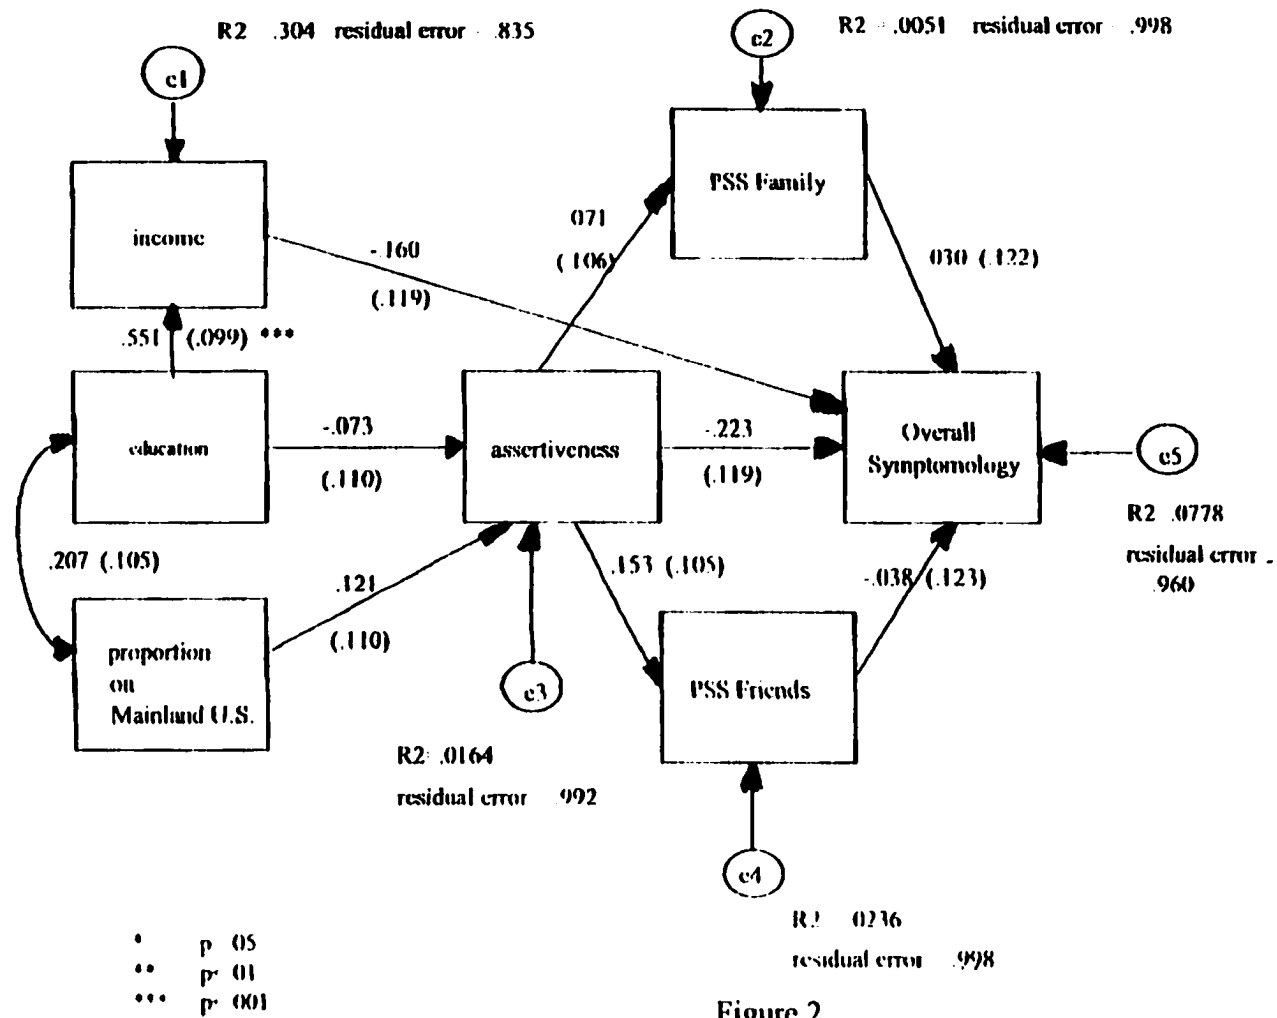 R2 .304 residual error .835
R2 .0051 residual error .998
e1
e2
PSS Family
income
.071
(.106)
-.160
(.119)
.030 (.122)
.551 (.099) ***
education
-.073
(.110)
assertiveness
-.223
(.119)
Overall
Symptomology
e5
R2 .0778
residual error
.960
.207 (.105)
.121
(.110)
.153 (.105)
-.038 (.123)
proportion
on
Mainland U.S.
e3
PSS Friends
R2 .0164
residual error .992
e4
R2 .0236
residual error .998
* p 05
** p< 01
*** p< 001
Figure 2